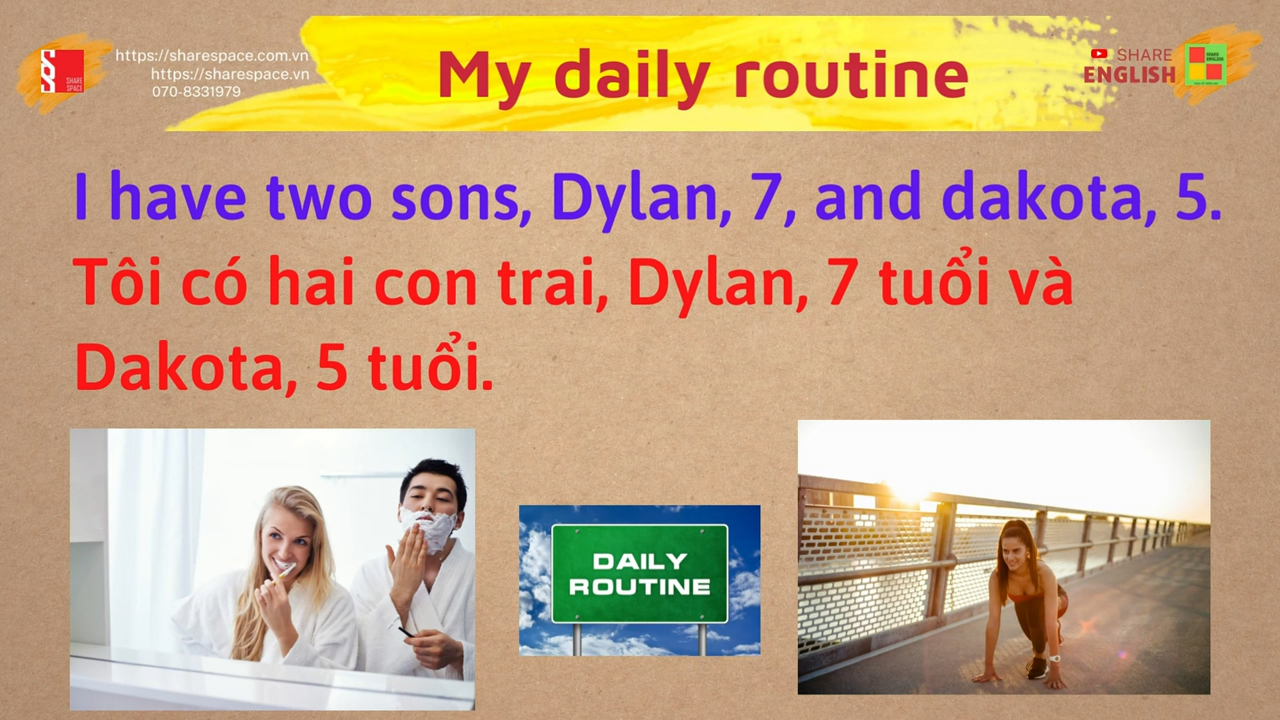 https://sharespace.com.vn
https://sharespace.vn
070-8331979
SHARE
SPACE
My daily routine
SHARE
ENGLISH
I have two sons, Dylan, 7, and dakota, 5.
Tôi có hai con trai, Dylan, 7 tuổi và
Dakota, 5 tuổi.
DAILY
ROUTINE